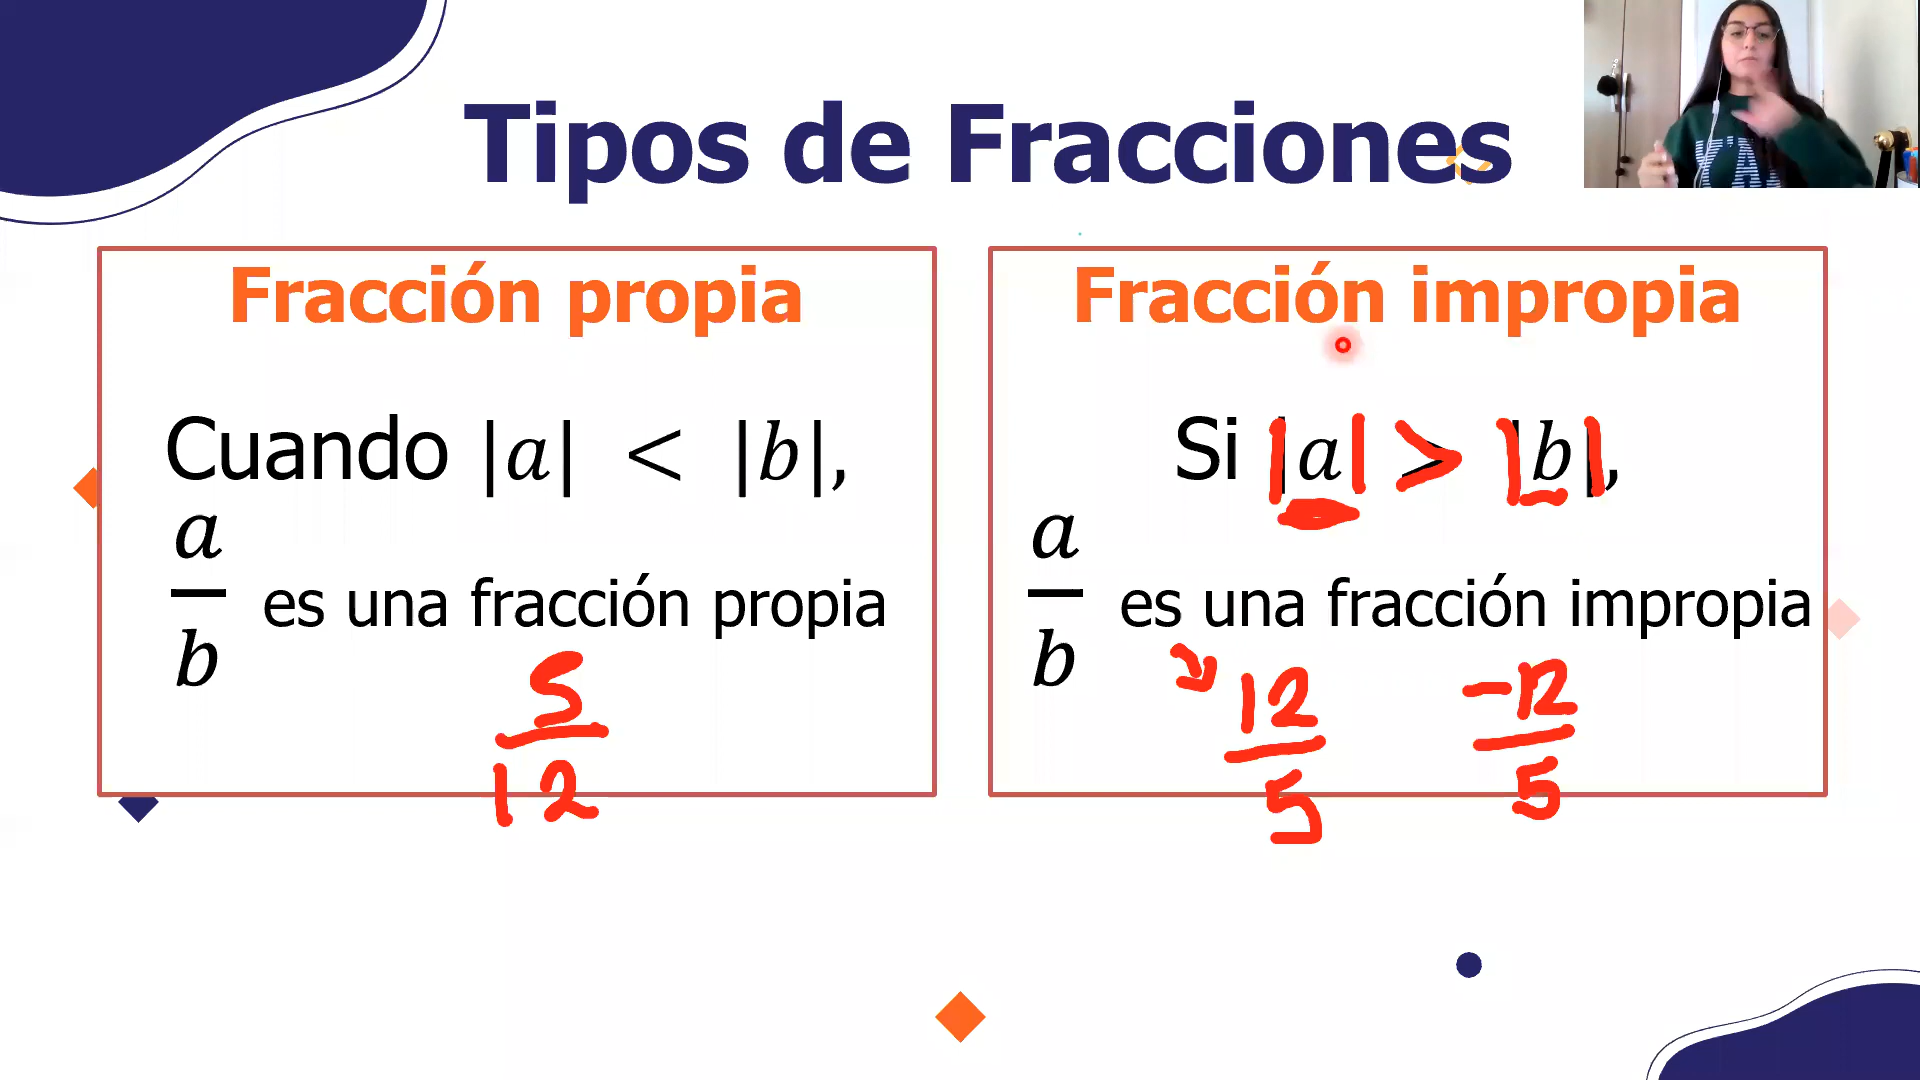 Tipos de Fracciones
Fracción propia
Cuando |a| < |b|,
a
b
es una fracción propia
5
12
Fracción impropia
Si |a| > |b|,
a
b
es una fracción impropia
12
5
-12
5